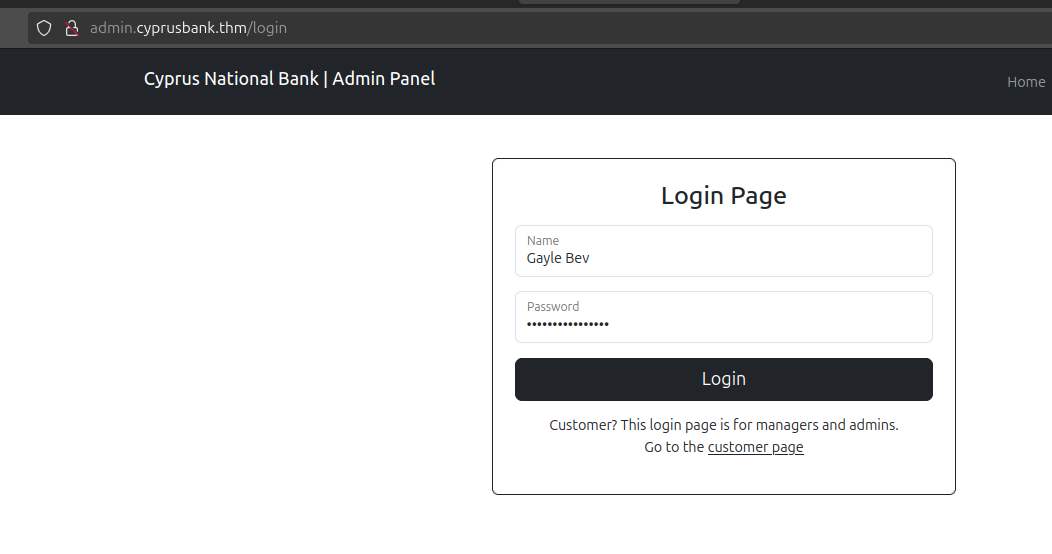 admin.cyprusbank.thm/login
Cyprus National Bank | Admin Panel
Home
Login Page
Name
Gayle Bev
Password
••••••••••••••••
Login
Customer? This login page is for managers and admins.
Go to the customer page